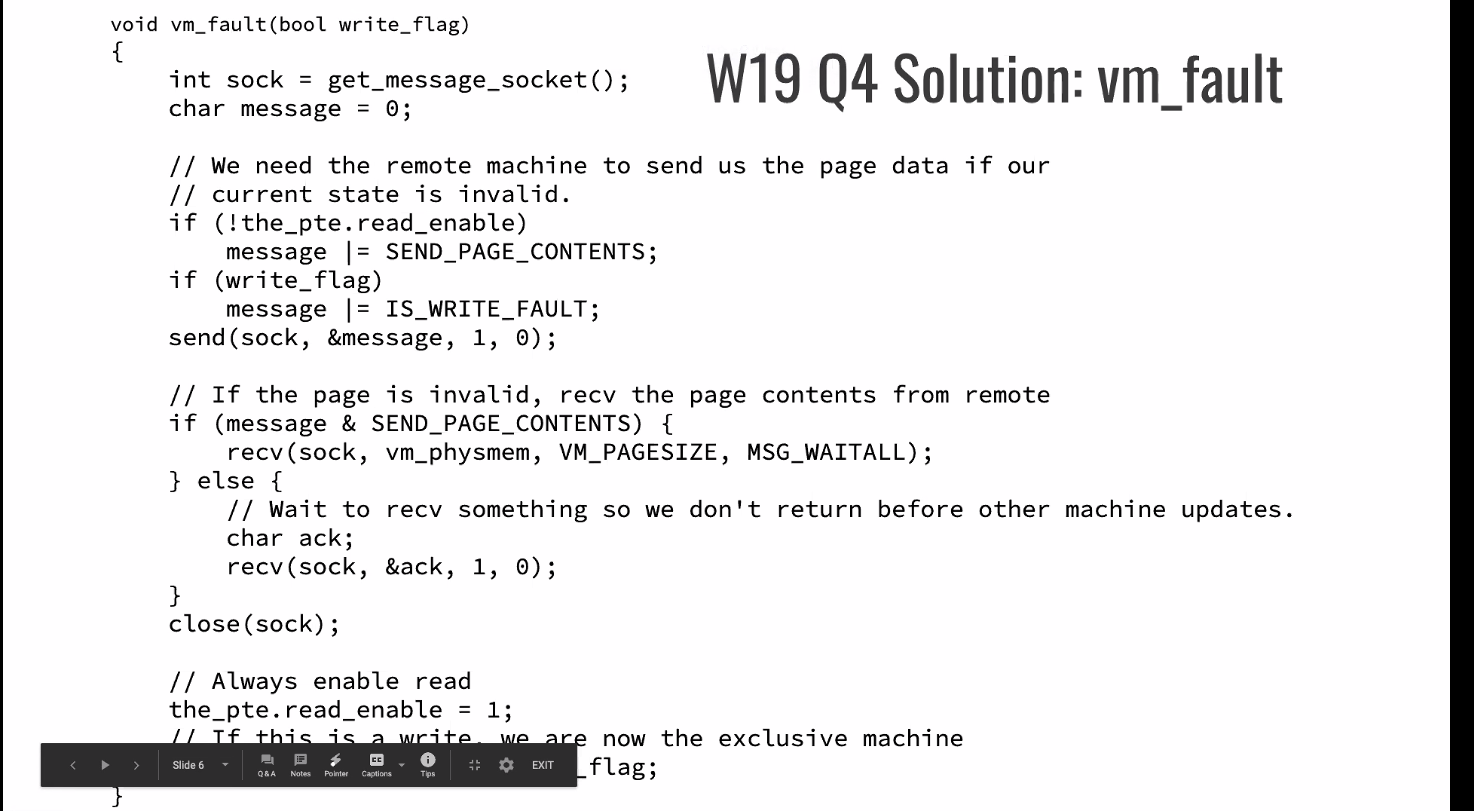 void vm_fault(bool write_flag)
{
W19 Q4 Solution: vm_fault
int sock = get_message_socket();
char message = 0;
// We need the remote machine to send us the page data if our
// current state is invalid.
if (!the_pte.read_enable)
message |= SEND_PAGE_CONTENTS;
if (write_flag)
message |= IS_WRITE_FAULT;
send(sock, &message, 1, 0);
// If the page is invalid, recv the page contents from remote
if (message & SEND_PAGE_CONTENTS) {
recv(sock, vm_physmem, VM_PAGESIZE, MSG_WAITALL);
} else {
// Wait to recv something so we don't return before other machine updates.
char ack;
recv(sock, &ack, 1, 0);
}
close(sock);
// Always enable read
the_pte.read_enable = 1;
// If this is a write, we are now the exclusive machine
_flag;
Slide 6
Q&A Notes Pointer Captions Tips
EXIT
}